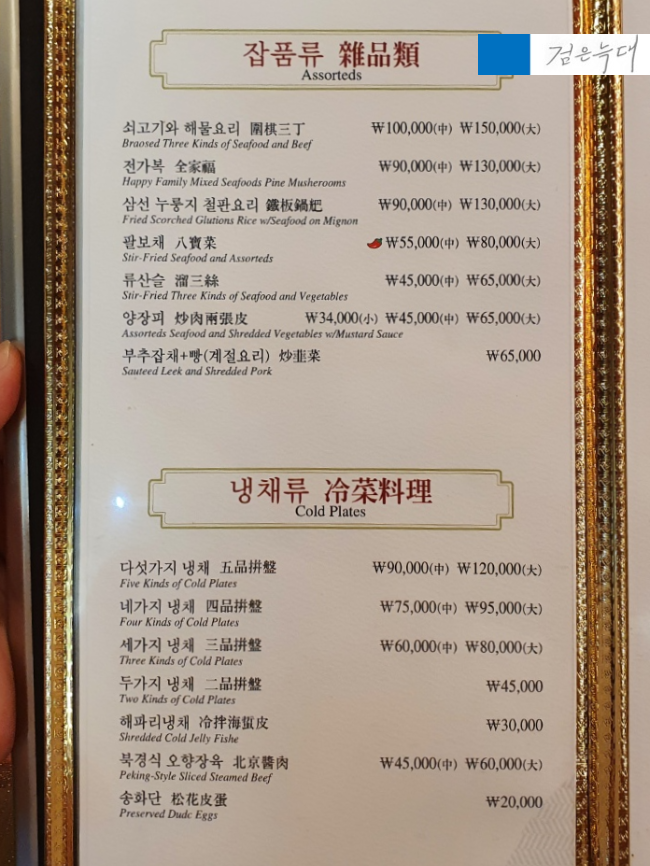 검은늑대
잡품류 雜品類
Assorteds
쇠고기와 해물요리 圍棋三丁 ₩100,000(中) ₩150,000(大)
Braosed Three Kinds of Seafood and Beef
전가복 全家福 ₩90,000(中) ₩130,000(大)
Happy Family Mixed Seafoods Pine Musherooms
삼선 누룽지 철판요리 鐵板鍋巴 ₩90,000(中) ₩130,000(大)
Fried Scorched Glutions Rice w/Seafood on Mignon
팔보채 八寶菜 ₩55,000(中) ₩80,000(大)
Stir-Fried Seafood and Assorteds
류산슬 溜三絲 ₩45,000(中) ₩65,000(大)
Stir-Fried Three Kinds of Seafood and Vegetables
양장피 炒肉兩張皮 ₩34,000(小) ₩45,000(中) ₩65,000(大)
Assorteds Seafood and Shredded Vegetables w/Mustard Sauce
부추잡채+빵(계절요리) 炒韭菜 ₩65,000
Sauteed Leek and Shredded Pork
냉채류 冷菜料理
Cold Plates
다섯가지 냉채 五品拼盤 ₩90,000(中) ₩120,000(大)
Five Kinds of Cold Plates
네가지 냉채 四品拼盤 ₩75,000(中) ₩95,000(大)
Four Kinds of Cold Plates
세가지 냉채 三品拼盤 ₩60,000(中) ₩80,000(大)
Three Kinds of Cold Plates
두가지 냉채 二品拼盤 ₩45,000
Two Kinds of Cold Plates
해파리냉채 冷拌海蜇皮 ₩30,000
Shredded Cold Jelly Fishe
북경식 오향장육 北京醬肉 ₩45,000(中) ₩60,000(大)
Peking-Style Sliced Steamed Beef
송화단 松花皮蛋 ₩20,000
Preserved Dudc Eggs